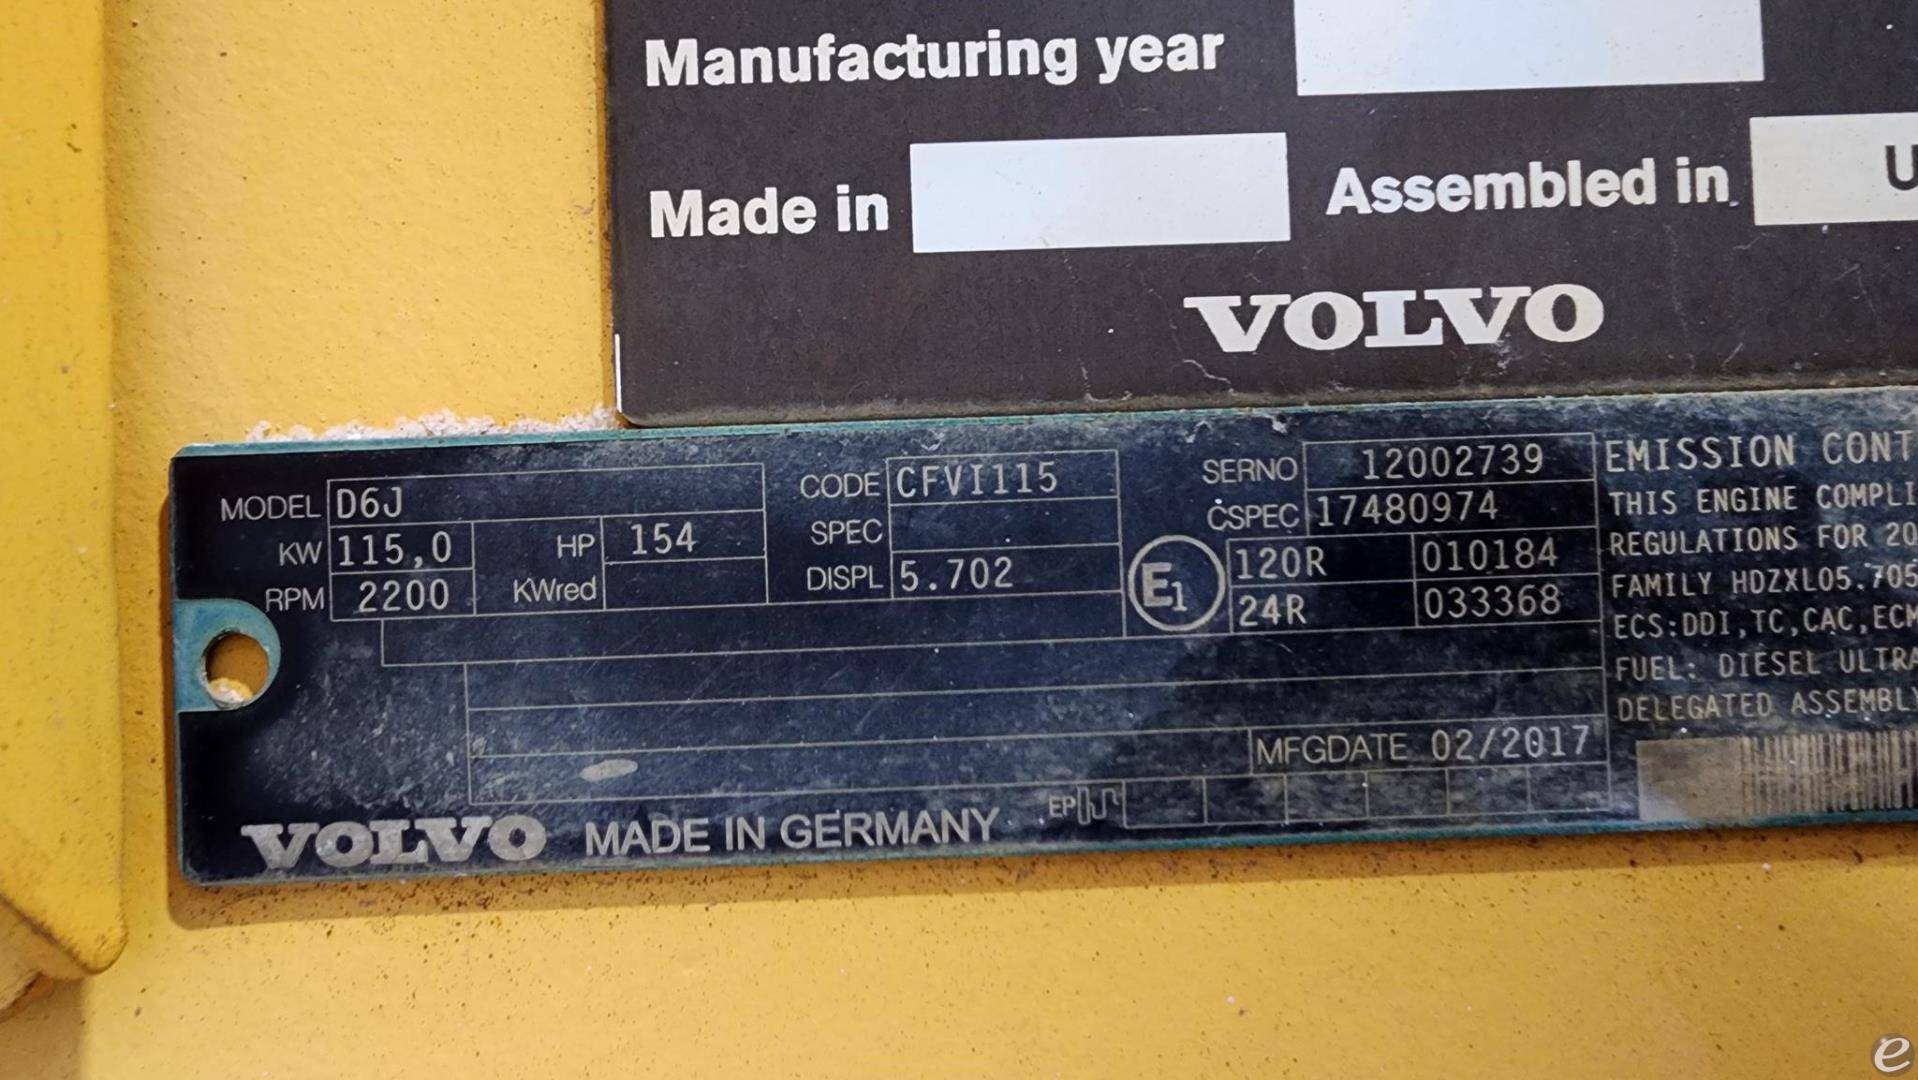 Manufacturing year
Made in Assembled in U
VOLVO
MODEL D6J
KW 115,0 HP 154
RPM 2200 KWred
CODE CFVI115
SPEC
DISPL 5.702
SERNO 12002739
CSPEC 17480974
E1 120R 010184
24R 033368
EMISSION CONT
THIS ENGINE COMPLI
REGULATIONS FOR 20
FAMILY HDZXL05.705
ECS:DDI,TC,CAC,ECM
FUEL: DIESEL ULTRA
DELEGATED ASSEMBLY
MFGDATE 02/2017
EP
VOLVO MADE IN GERMANY
e